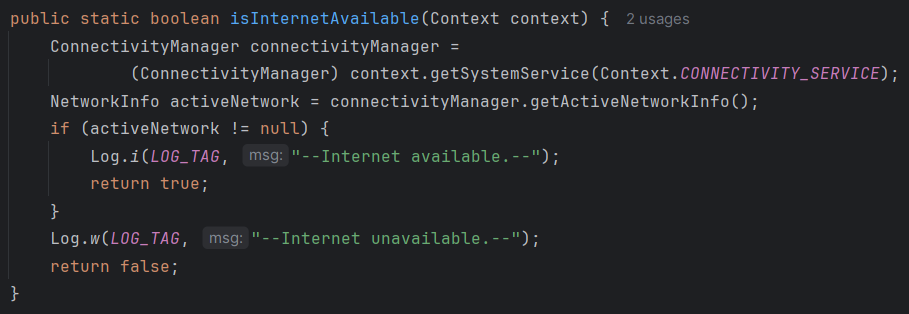 public static boolean isInternetAvailable(Context context) { 2 usages
ConnectivityManager connectivityManager =
(ConnectivityManager) context.getSystemService(Context.CONNECTIVITY_SERVICE);
NetworkInfo activeNetwork = connectivityManager.getActiveNetworkInfo();
if (activeNetwork != null) {
Log.i(LOG_TAG, msg: "--Internet available.--");
return true;
}
Log.w(LOG_TAG, msg: "--Internet unavailable.--");
return false;
}